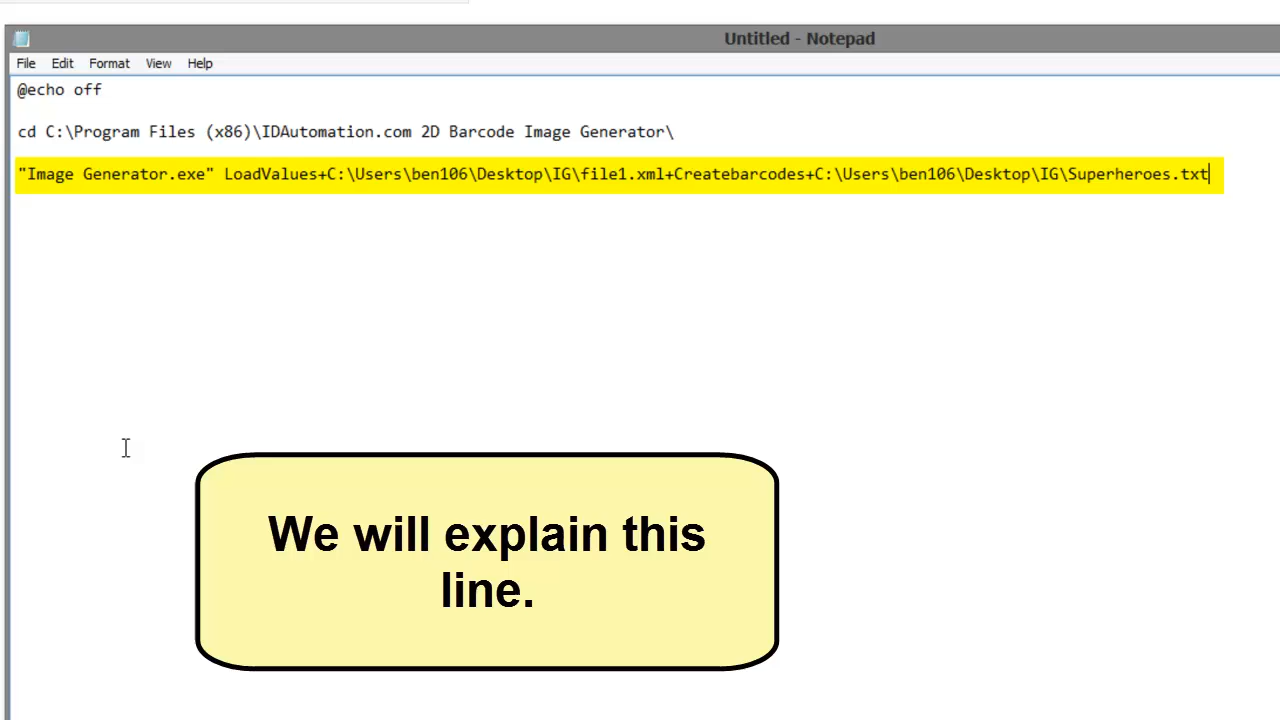 Untitled - Notepad
File Edit Format View Help
@echo off
cd C:\Program Files (x86)\IDAutomation.com 2D Barcode Image Generator\
"Image Generator.exe" LoadValues+C:\Users\ben106\Desktop\IG\file1.xml+Createbarcodes+C:\Users\ben106\Desktop\IG\Superheroes.txt
We will explain this
line.